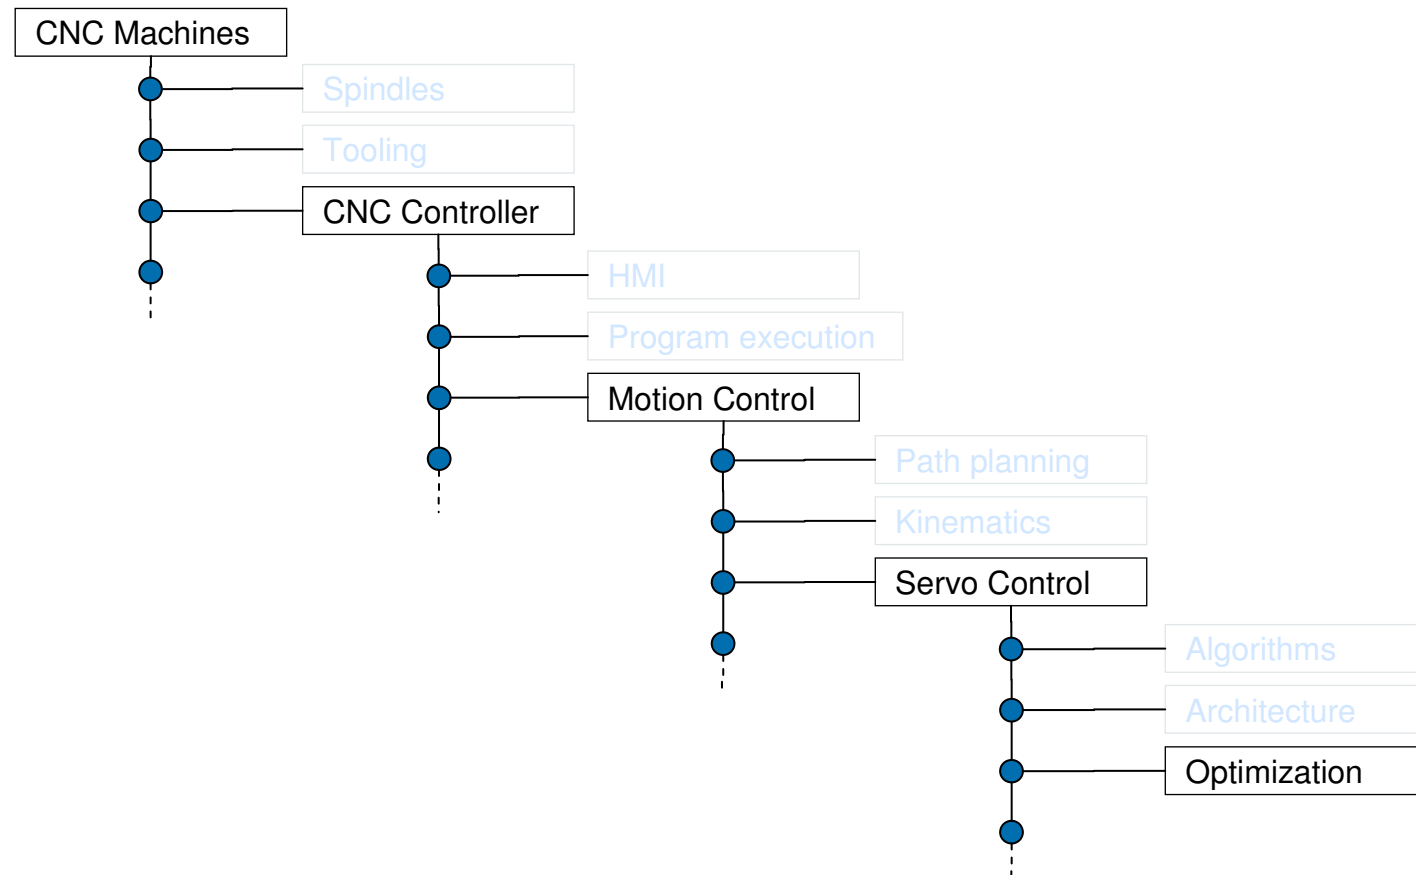 CNC Machines
Spindles
Tooling
CNC Controller
HMI
Program execution
Motion Control
Path planning
Kinematics
Servo Control
Algorithms
Architecture
Optimization